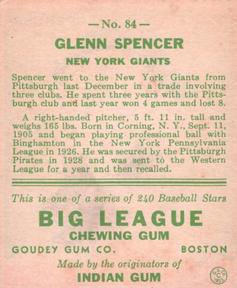 — No. 84 —
GLENN SPENCER
NEW YORK GIANTS
Spencer went to the New York Giants from
Pittsburgh last December in a trade involving
three clubs. He spent three years with the Pitts-
burgh club and last year won 4 games and lost 8.
A right-handed pitcher, 5 ft. 11 in. tall and
weighs 165 lbs. Born in Corning, N. Y., Sept. 11,
1905 and began playing professional ball with
Binghamton in the New York Pennsylvania
League in 1926. He was secured by the Pittsburgh
Pirates in 1928 and was sent to the Western
League for a year and then recalled.
This is one of a series of 240 Baseball Stars
BIG LEAGUE
CHEWING GUM
GOUDEY GUM CO. BOSTON
Made by the originators of
INDIAN GUM